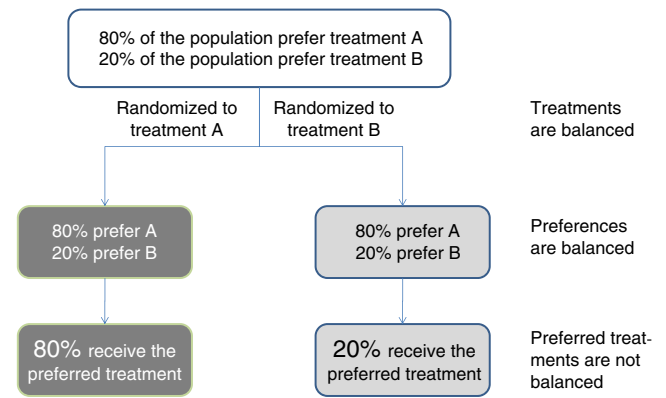 80% of the population prefer treatment A
20% of the population prefer treatment B
Randomized to
treatment A
Randomized to
treatment B
Treatments
are balanced
80% prefer A
20% prefer B
80% prefer A
20% prefer B
Preferences
are balanced
80% receive the
preferred treatment
20% receive the
preferred treatment
Preferred treat-
ments are not
balanced